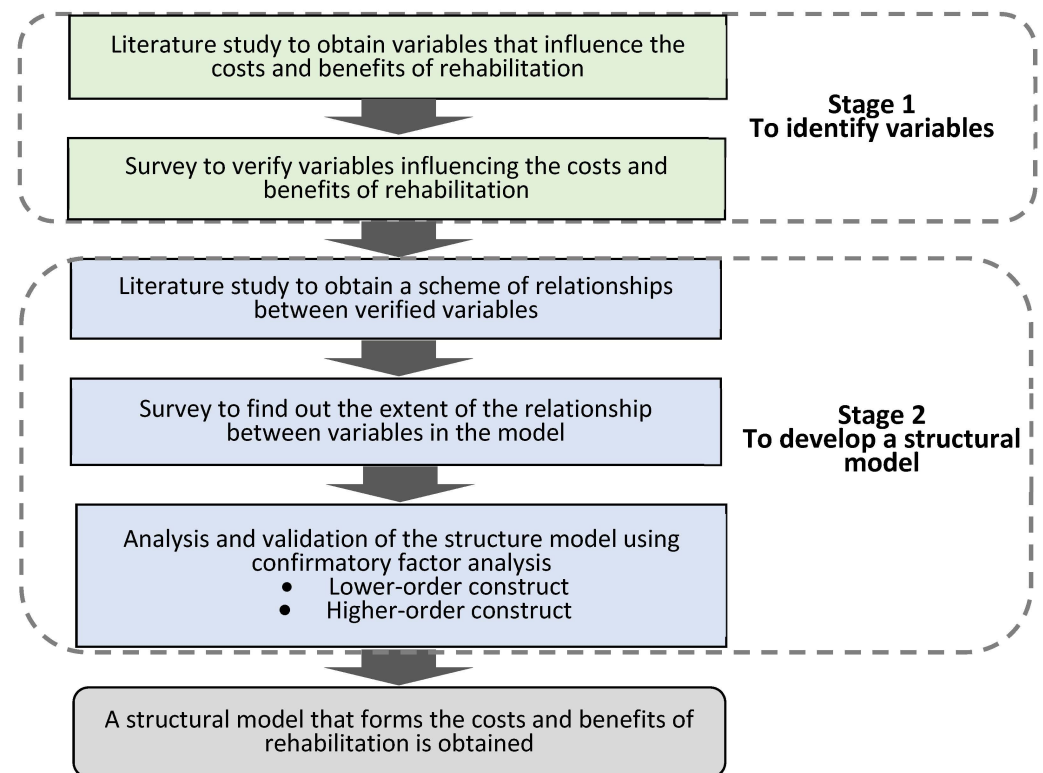 Literature study to obtain variables that influence the
costs and benefits of rehabilitation
Stage 1
To identify variables
Survey to verify variables influencing the costs and
benefits of rehabilitation
Literature study to obtain a scheme of relationships
between verified variables
Survey to find out the extent of the relationship
between variables in the model
Stage 2
To develop a structural
model
Analysis and validation of the structure model using
confirmatory factor analysis
• Lower-order construct
• Higher-order construct
A structural model that forms the costs and benefits of
rehabilitation is obtained